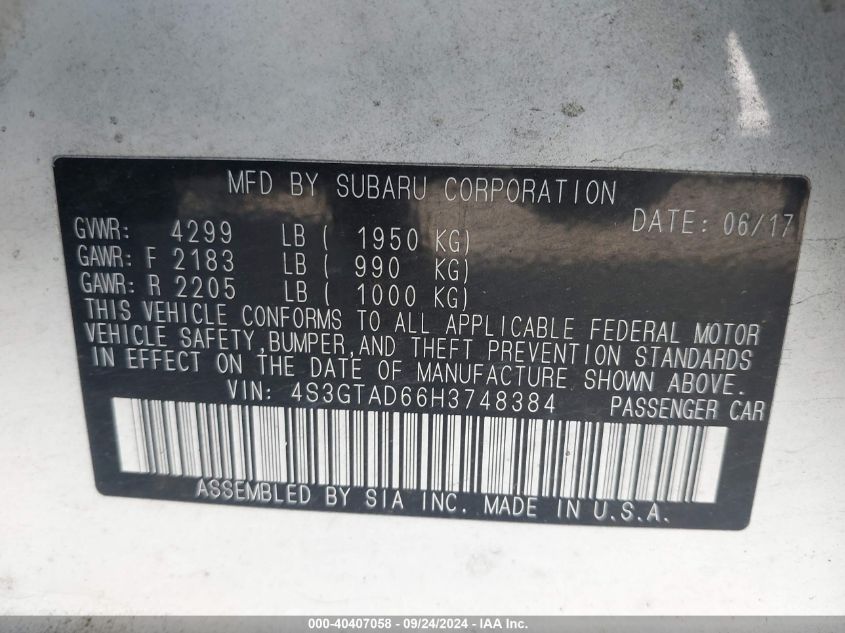 MFD BY SUBARU CORPORATION
DATE: 06/17
GVWR: 4299 LB ( 1950 KG)
GAWR: F 2183 LB ( 990 KG)
GAWR: R 2205 LB ( 1000 KG)
THIS VEHICLE CONFORMS TO ALL APPLICABLE FEDERAL MOTOR
VEHICLE SAFETY, BUMPER, AND THEFT PREVENTION STANDARDS
IN EFFECT ON THE DATE OF MANUFACTURE SHOWN ABOVE.
VIN: 4S3GTAD66H3748384 PASSENGER CAR
ASSEMBLED BY SIA INC. MADE IN U.S.A.
000-40407058 - 09/24/2024 - IAA Inc.